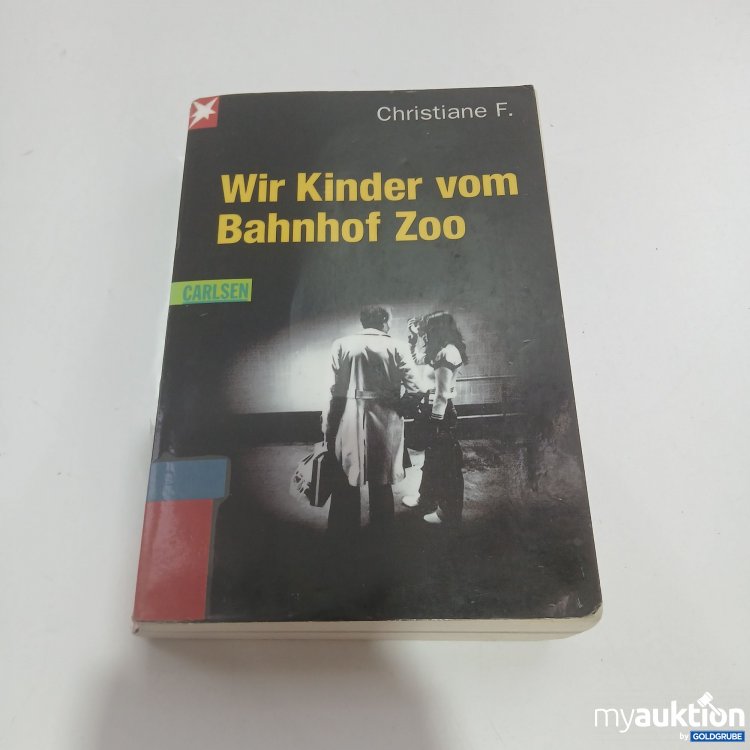 Christiane F.
Wir Kinder vom
Bahnhof Zoo
CARLSEN
myauktion
by GOLDGRUBE